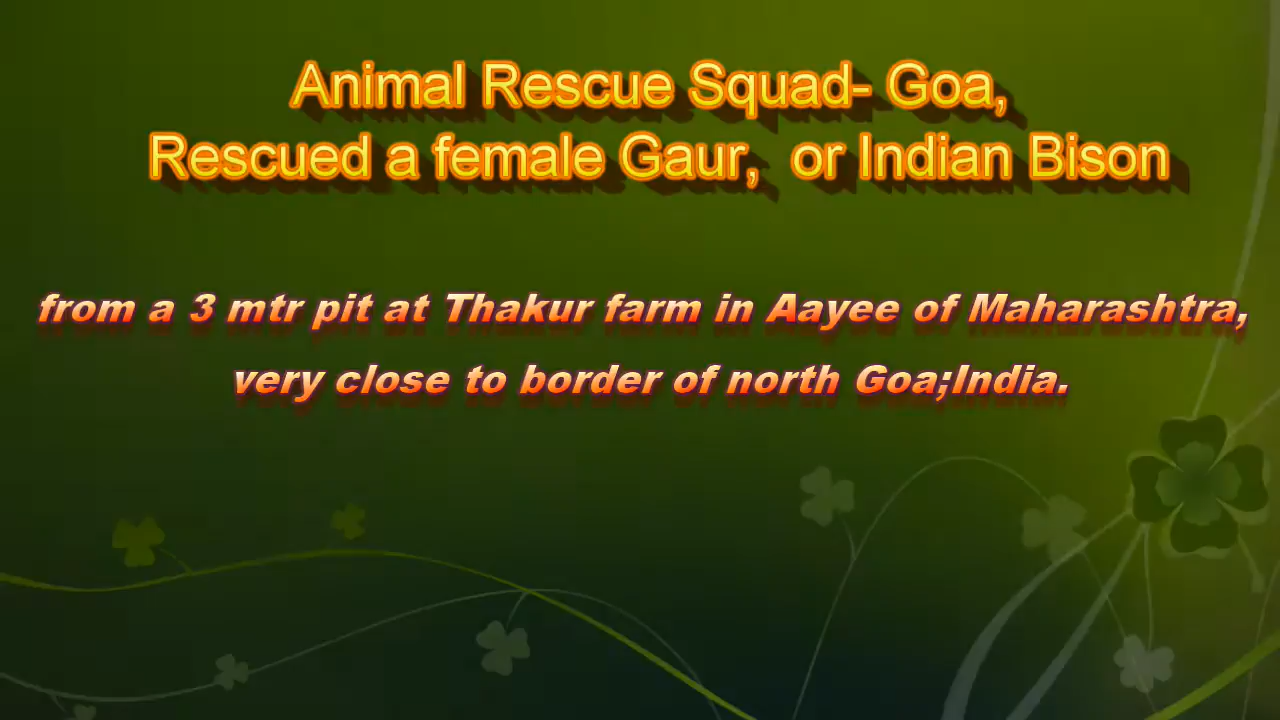 Animal Rescue Squad- Goa,
Rescued a female Gaur, or Indian Bison
from a 3 mtr pit at Thakur farm in Aayee of Maharashtra,
very close to border of north Goa;India.